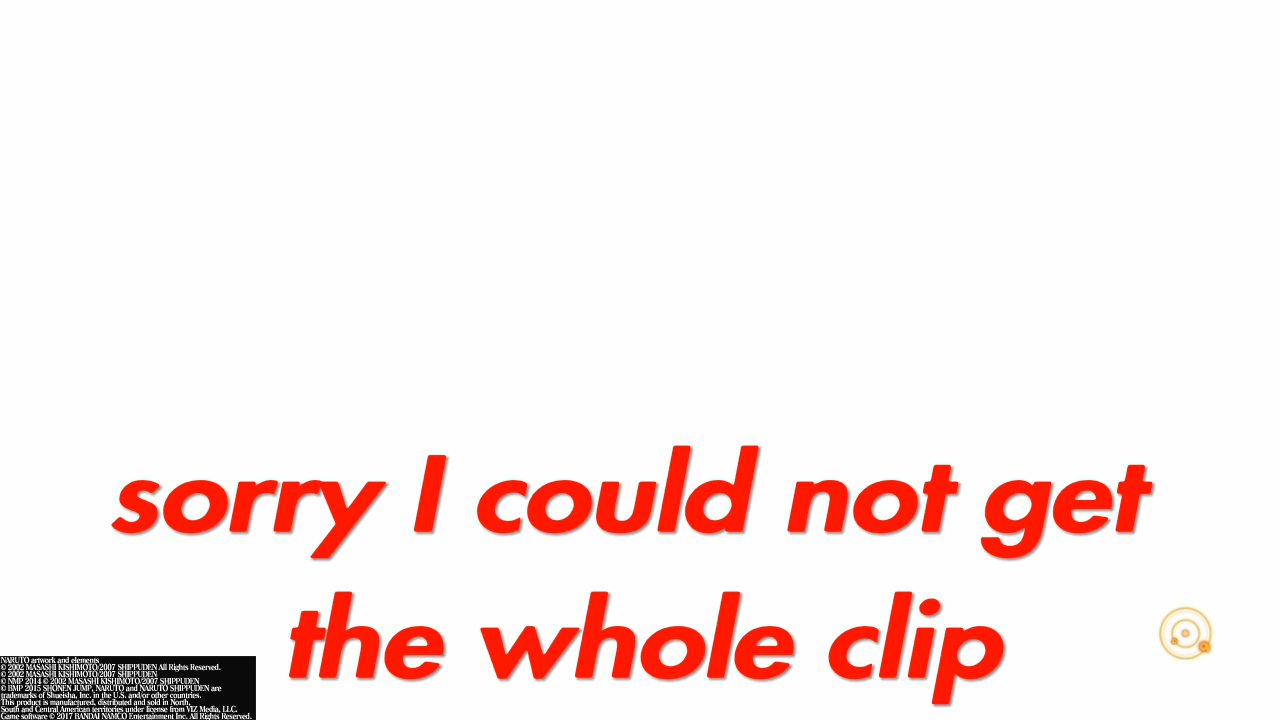 sorry I could not get
the whole clip
NARUTO artwork and elements
© 2002 MASASHI KISHIMOTO/2007 SHIPPUDEN All Rights Reserved.
© 2002 MASASHI KISHIMOTO/2007 SHIPPUDEN
© NMP 2014 © 2002 MASASHI KISHIMOTO/2007 SHIPPUDEN
© BMP 2015 SHONEN JUMP, NARUTO and NARUTO SHIPPUDEN are
trademarks of Shueisha, Inc. in the U.S. and/or other countries.
This product is manufactured, distributed and sold in North,
South and Central American territories under license from VIZ Media, LLC.
Game software © 2017 BANDAI NAMCO Entertainment Inc. All Rights Reserved.